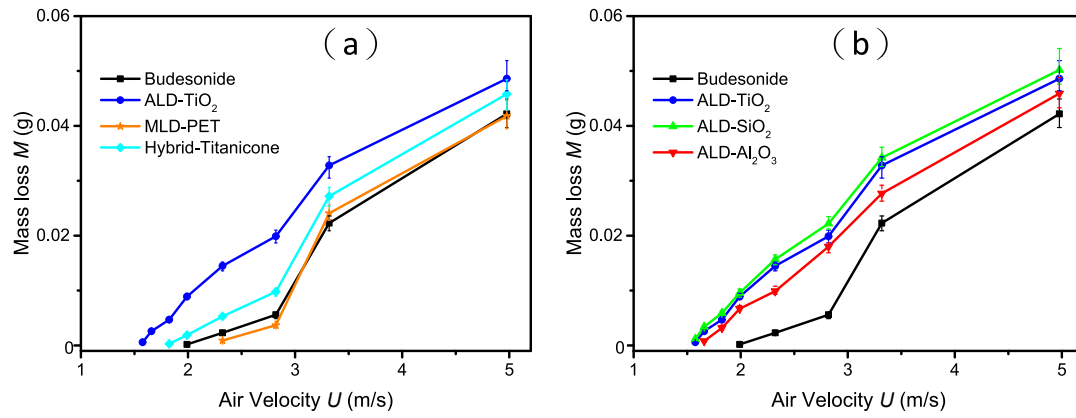 (a)
Mass loss M (g)
0.06
0.04
0.02
0
Budesonide
ALD-TiO₂
MLD-PET
Hybrid-Titanicone
1 2 3 4 5
Air Velocity U (m/s)
(b)
Mass loss M (g)
0.06
0.04
0.02
0
Budesonide
ALD-TiO₂
ALD-SiO₂
ALD-Al₂O₃
1 2 3 4 5
Air Velocity U (m/s)